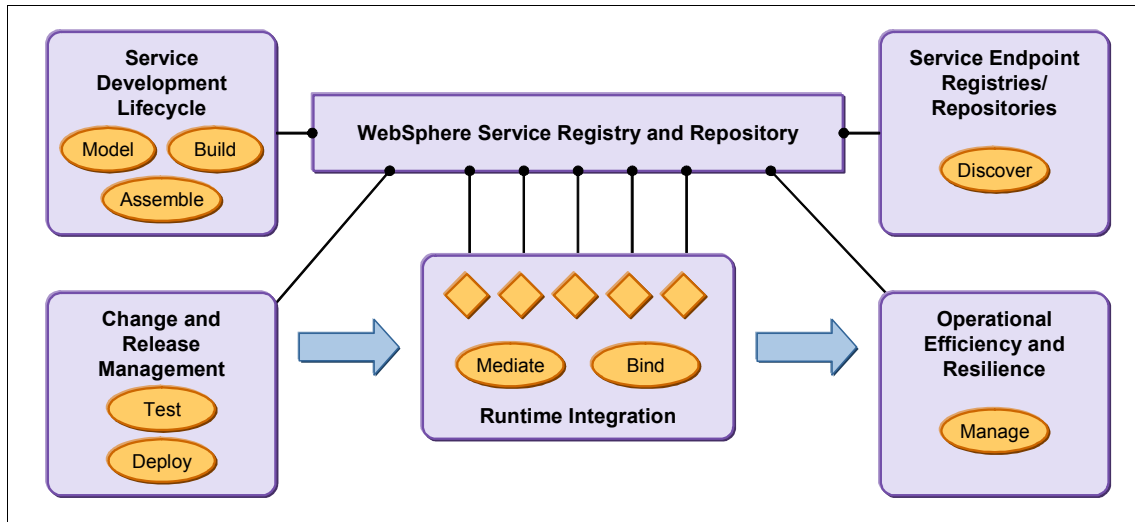 Service
Development
Lifecycle
Model
Build
Assemble
WebSphere Service Registry and Repository
Service Endpoint
Registries/
Repositories
Discover
Change and
Release
Management
Test
Deploy
Mediate
Bind
Runtime Integration
Operational
Efficiency and
Resilience
Manage